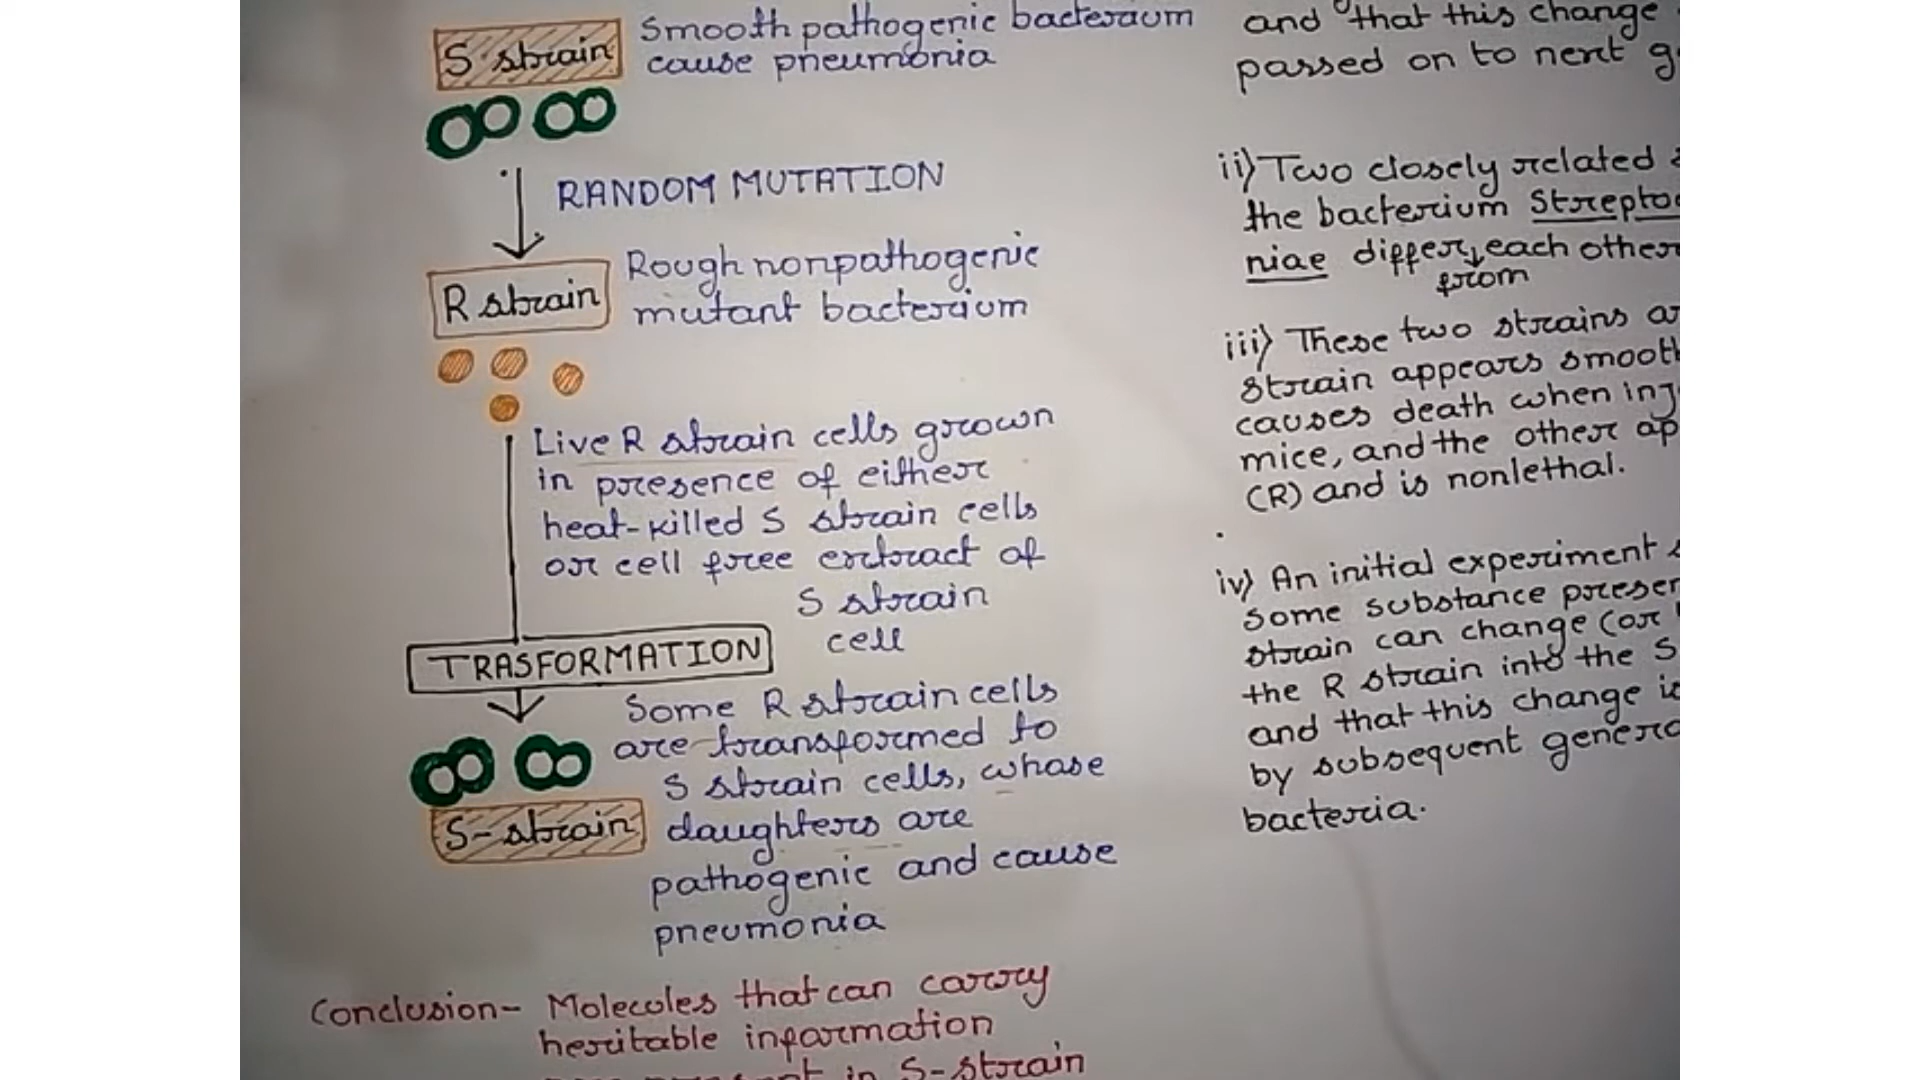 S strain
Smooth pathogenic bacterium
cause pneumonia
RANDOM MUTATION
R strain
Rough nonpathogenic
mutant bacterium
Live R strain cells grown
in presence of either
heat-killed S strain cells
or cell free extract of
S strain
cell
TRASFORMATION
Some R strain cells
are transformed to
S strain cells, whose
daughters are
pathogenic and cause
pneumonia
S-strain
Conclusion- Molecules that can carry
heritable information
in S-strain
and that this change
passed on to next
ii) Two closely related
the bacterium
niae differ each other
from
iii) These two strains
strain appears smooth
causes death when
mice, and the other
(R) and is nonlethal.
iv) An initial experiment
some substance
strain can change (or
the R strain into the S
and that this change
by subsequent
bacteria.